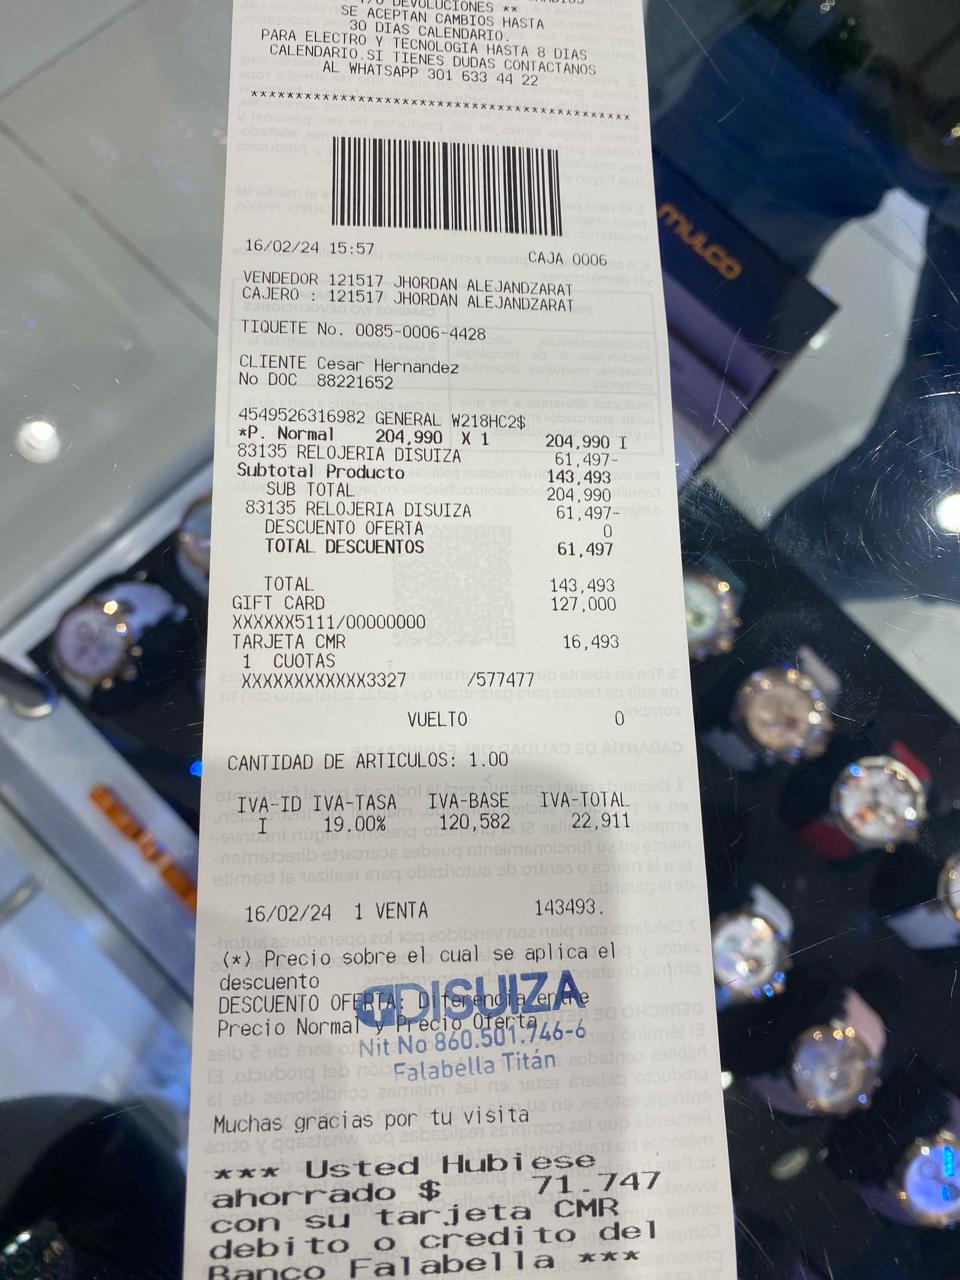 DEVOLUCIONES **
SE ACEPTAN CAMBIOS HASTA
30 DIAS CALENDARIO.
PARA ELECTRO Y TECNOLOGIA HASTA 8 DIAS
CALENDARIO.SI TIENES DUDAS CONTACTANOS
AL WHATSAPP 301 633 44 22
****************************************
16/02/24 15:57 CAJA 0006
VENDEDOR 121517 JHORDAN ALEJANDZARAT
CAJERO : 121517 JHORDAN ALEJANDZARAT
TIQUETE No. 0085-0006-4428
CLIENTE Cesar Hernandez
No DOC 88221652
4549526316982 GENERAL W218HC2$
*P. Normal 204,990 X 1 204,990 I
83135 RELOJERIA DISUIZA 61,497-
Subtotal Producto 143,493
SUB TOTAL 204,990
83135 RELOJERIA DISUIZA 61,497-
DESCUENTO OFERTA 0
TOTAL DESCUENTOS 61,497
TOTAL 143,493
GIFT CARD 127,000
XXXXXX5111/00000000
TARJETA CMR 16,493
1 CUOTAS
XXXXXXXXXXXX3327 /577477
VUELTO 0
CANTIDAD DE ARTICULOS: 1.00
IVA-ID IVA-TASA IVA-BASE IVA-TOTAL
I 19.00% 120,582 22,911
16/02/24 1 VENTA 143493.
(*) Precio sobre el cual se aplica el
descuento
DESCUENTO OFERTA: Diferencia entre
Precio Normal y Precio Oferta
DISUIZA
Nit No 860.501.746-6
Falabella Titán
Muchas gracias por tu visita
*** Usted Hubiese
ahorrado $ 71.747
con su tarjeta CMR
debito o credito del
Banco Falabella ***
MULCO